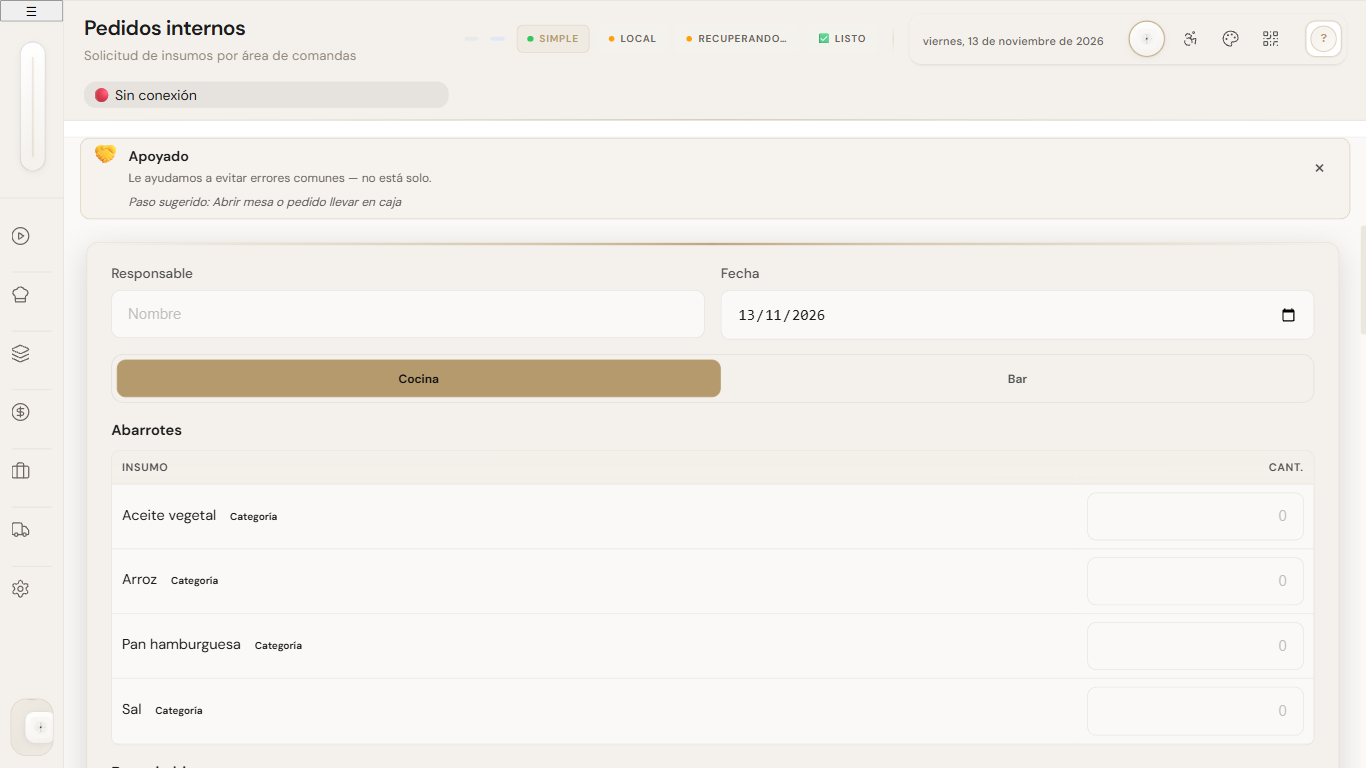 ☰
Pedidos internos
Solicitud de insumos por área de comandas
SIMPLE
LOCAL
RECUPERANDO…
LISTO
viernes, 13 de noviembre de 2026
?
Sin conexión
Apoyado
Le ayudamos a evitar errores comunes — no está solo.
Paso sugerido: Abrir mesa o pedido llevar en caja
×
Responsable
Fecha
Nombre
13/11/2026
Cocina
Bar
Abarrotes
INSUMO
CANT.
Aceite vegetal Categoría
0
Arroz Categoría
0
Pan hamburguesa Categoría
0
Sal Categoría
0